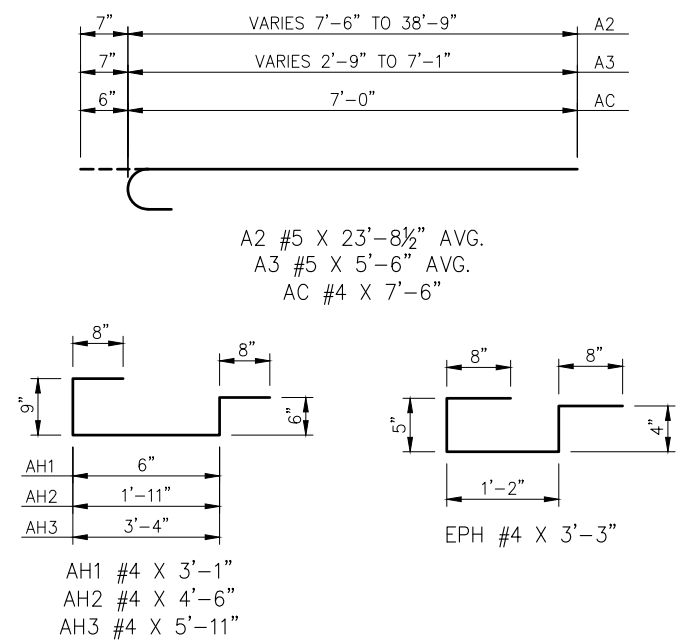 7" VARIES 7'-6" TO 38'-9" A2
7" VARIES 2'-9" TO 7'-1" A3
6" 7'-0" AC
A2 #5 X 23'-8½" AVG.
A3 #5 X 5'-6" AVG.
AC #4 X 7'-6"
8"
8"
9"
6"
AH1 6"
AH2 1'-11"
AH3 3'-4"
AH1 #4 X 3'-1"
AH2 #4 X 4'-6"
AH3 #4 X 5'-11"
8"
8"
5"
4"
1'-2"
EPH #4 X 3'-3"